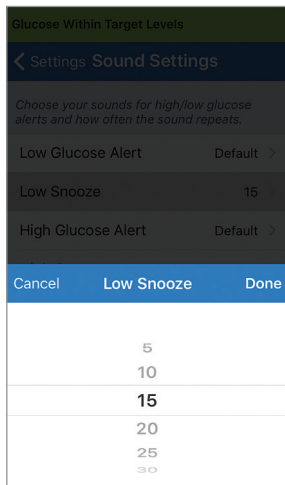 Glucose Within Target Levels
Settings Sound Settings
Choose your sounds for high/low glucose
alerts and how often the sound repeats.
Low Glucose Alert Default
Low Snooze 15
High Glucose Alert Default
Cancel Low Snooze Done
5
10
15
20
25
30